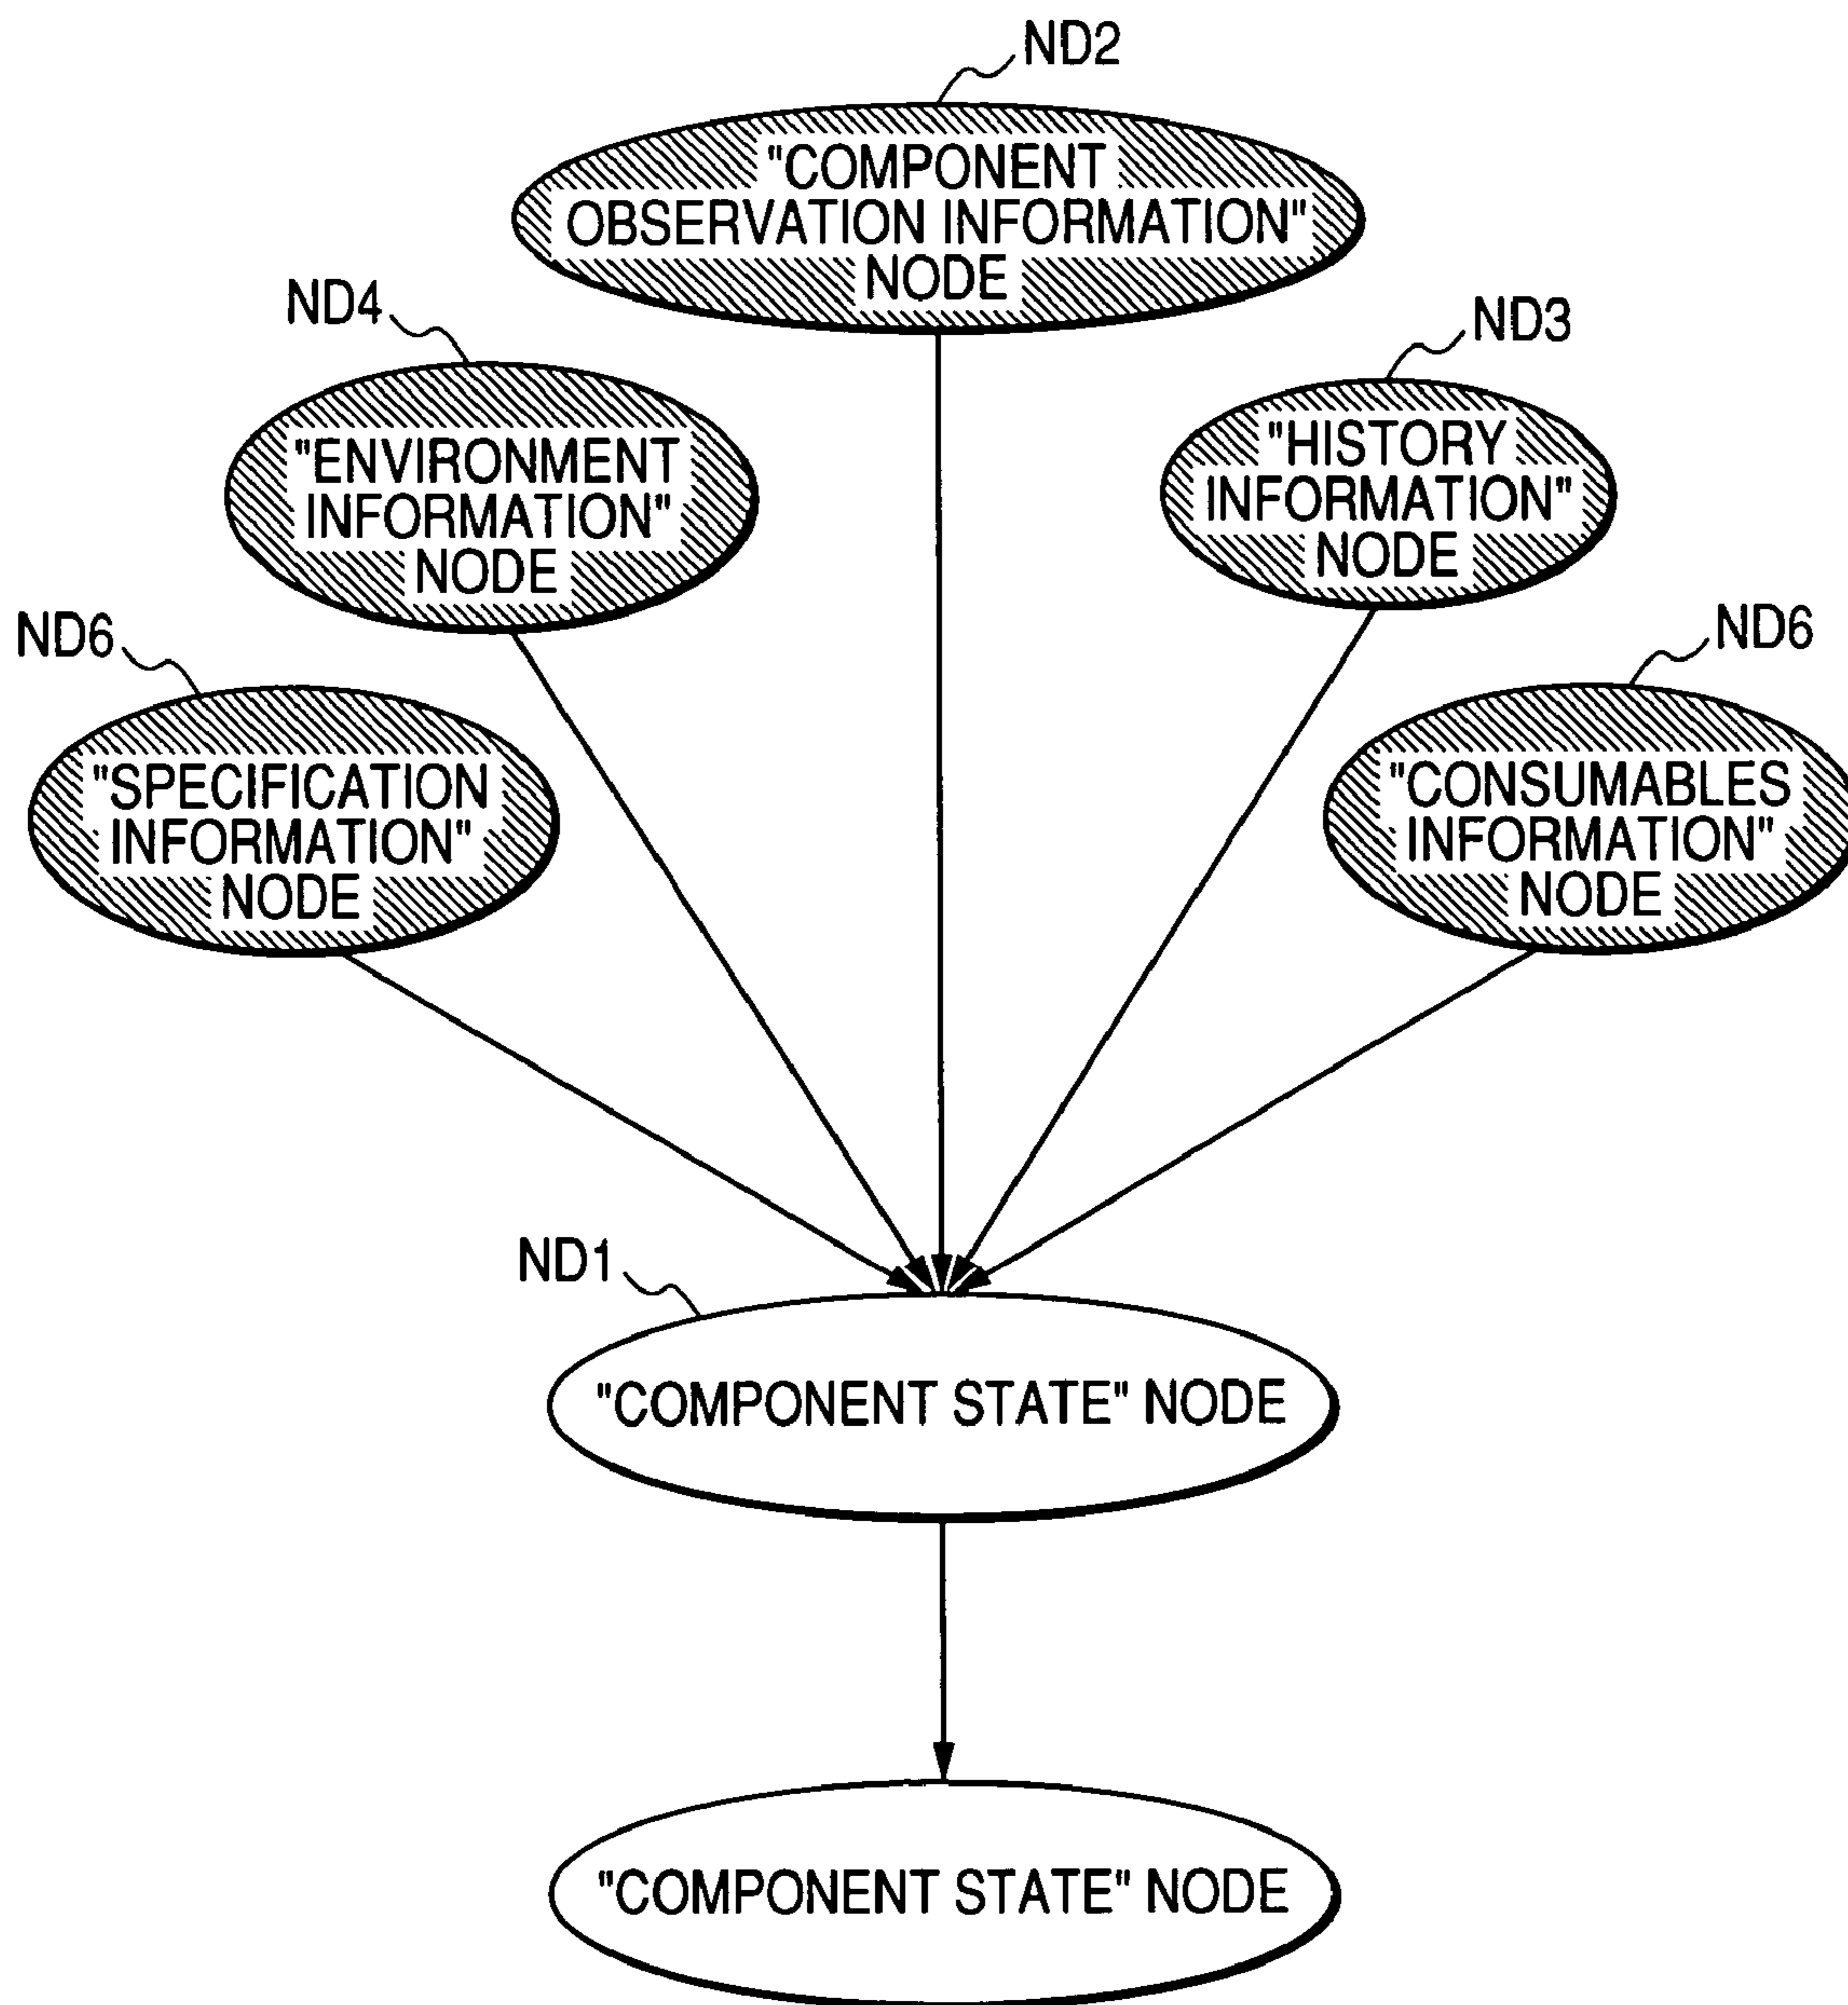 ND2
"COMPONENT
OBSERVATION INFORMATION"
NODE
ND4
"ENVIRONMENT
INFORMATION"
NODE
ND3
"HISTORY
INFORMATION"
NODE
ND6
"SPECIFICATION
INFORMATION"
NODE
ND6
"CONSUMABLES
INFORMATION"
NODE
ND1
"COMPONENT STATE" NODE
"COMPONENT STATE" NODE